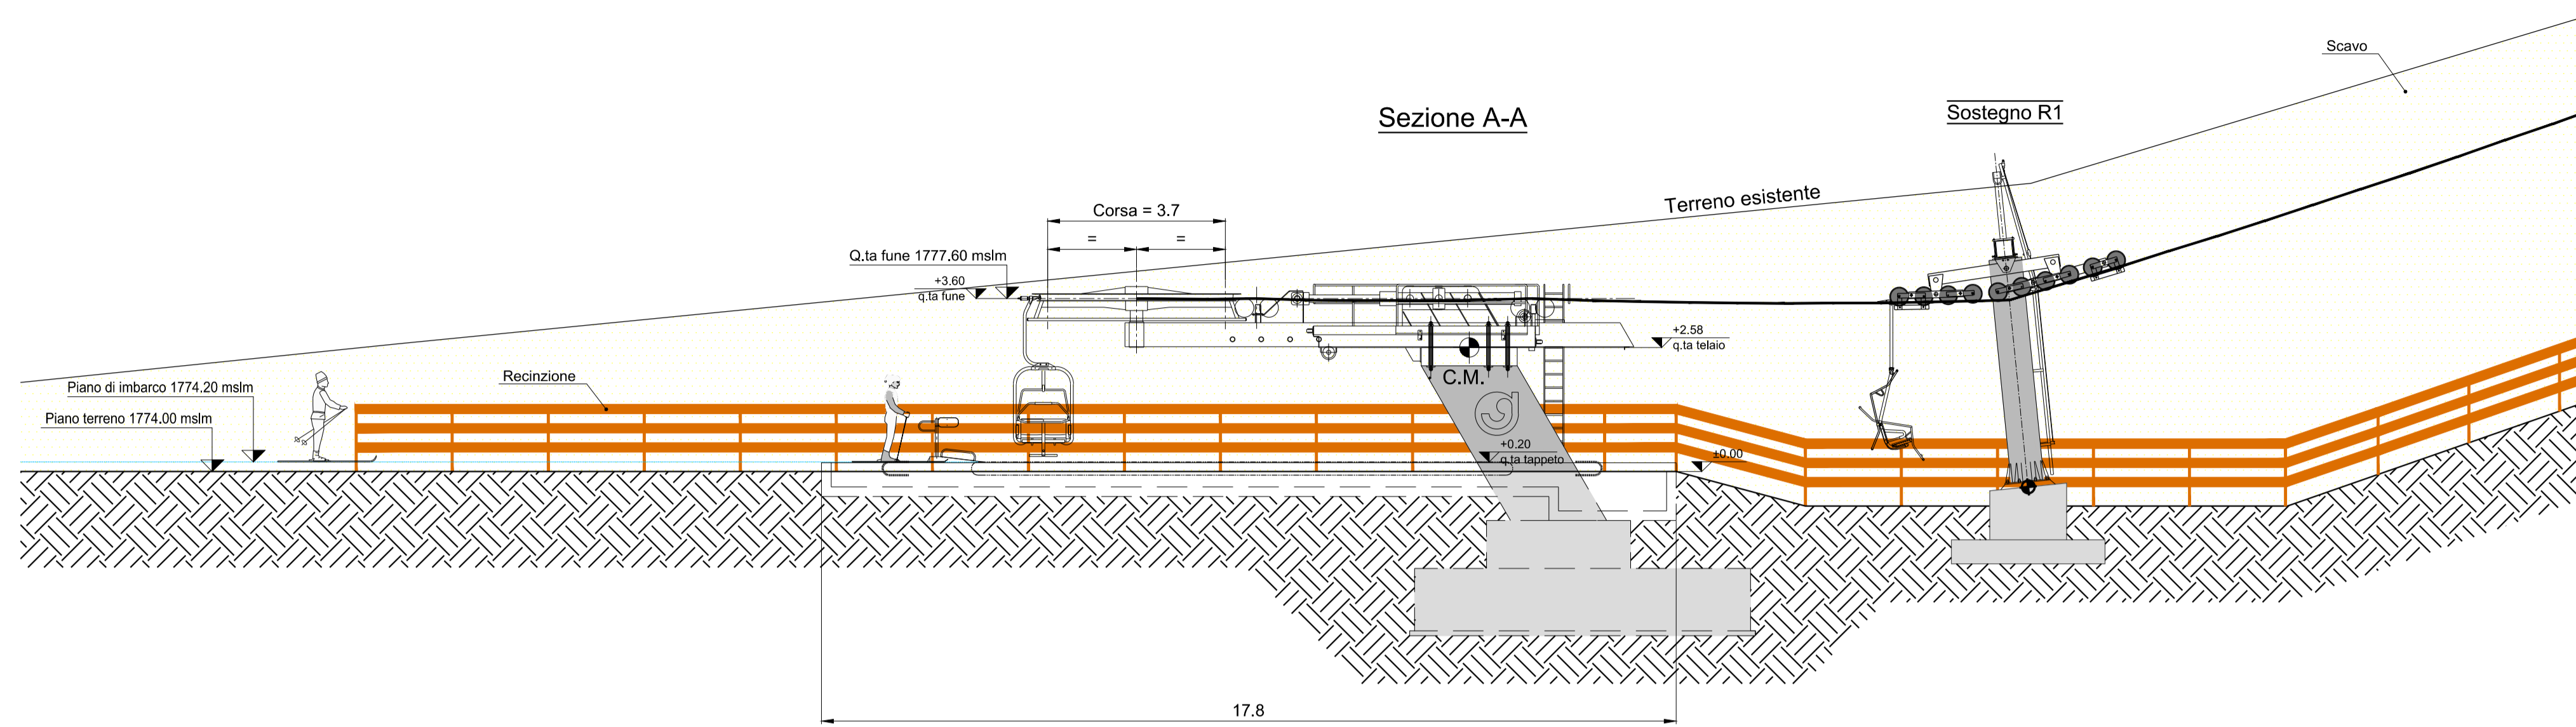 Scavo
Sezione A-A
Sostegno R1
Terreno esistente
Corsa = 3.7
= =
Q.ta fune 1777.60 mslm
+3.60
q.ta fune
+2.58
q.ta telaio
Piano di imbarco 1774.20 mslm
Recinzione
C.M.
Piano terreno 1774.00 mslm
+0.20
q.ta tappeto
±0.00
17.8